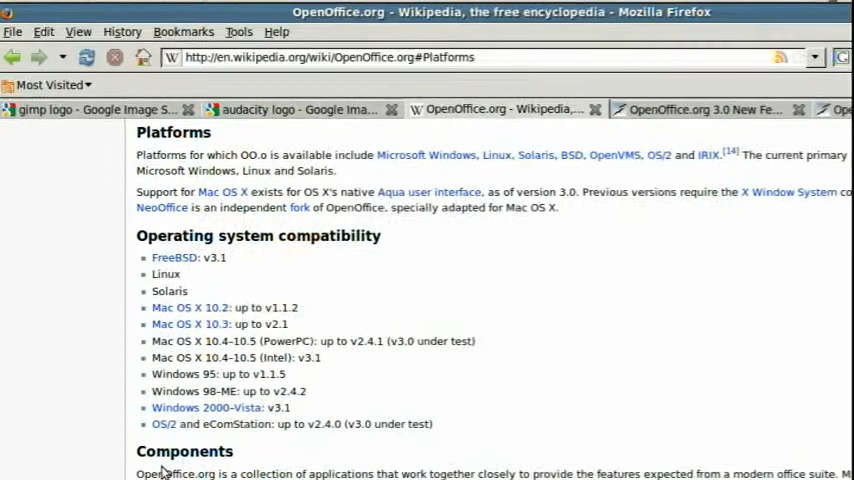 OpenOffice.org - Wikipedia, the free encyclopedia - Mozilla Firefox
File Edit View History Bookmarks Tools Help
W http://en.wikipedia.org/wiki/OpenOffice.org#Platforms G
Most Visited
gimp logo - Google Image S... audacity logo - Google Ima... W OpenOffice.org - Wikipedia,... OpenOffice.org 3.0 New Fe... Op
Platforms
Platforms for which OO.o is available include Microsoft Windows, Linux, Solaris, BSD, OpenVMS, OS/2 and IRIX.[14] The current primary
Microsoft Windows, Linux and Solaris.
Support for Mac OS X exists for OS X's native Aqua user interface, as of version 3.0. Previous versions require the X Window System co
NeoOffice is an independent fork of OpenOffice, specially adapted for Mac OS X.
Operating system compatibility
FreeBSD: v3.1
Linux
Solaris
Mac OS X 10.2: up to v1.1.2
Mac OS X 10.3: up to v2.1
Mac OS X 10.4–10.5 (PowerPC): up to v2.4.1 (v3.0 under test)
Mac OS X 10.4–10.5 (Intel): v3.1
Windows 95: up to v1.1.5
Windows 98–ME: up to v2.4.2
Windows 2000–Vista: v3.1
OS/2 and eComStation: up to v2.4.0 (v3.0 under test)
Components
OpenOffice.org is a collection of applications that work together closely to provide the features expected from a modern office suite. M